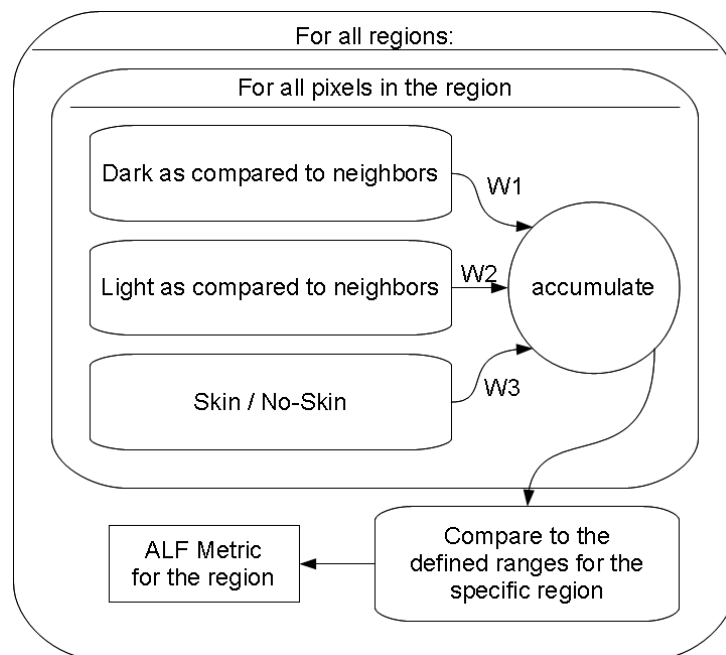 For all regions:
For all pixels in the region
Dark as compared to neighbors
W1
Light as compared to neighbors
W2
accumulate
Skin / No-Skin
W3
ALF Metric
for the region
Compare to the
defined ranges for the
specific region